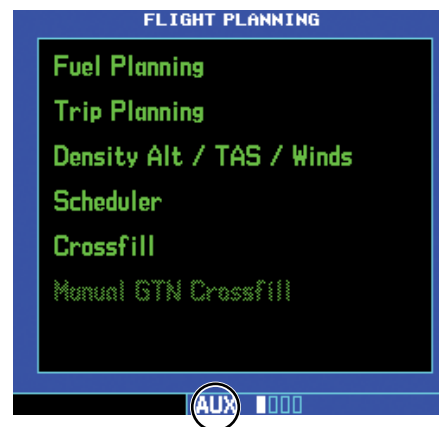 FLIGHT PLANNING
Fuel Planning
Trip Planning
Density Alt / TAS / Winds
Scheduler
Crossfill
Manual GTN Crossfill
AUX